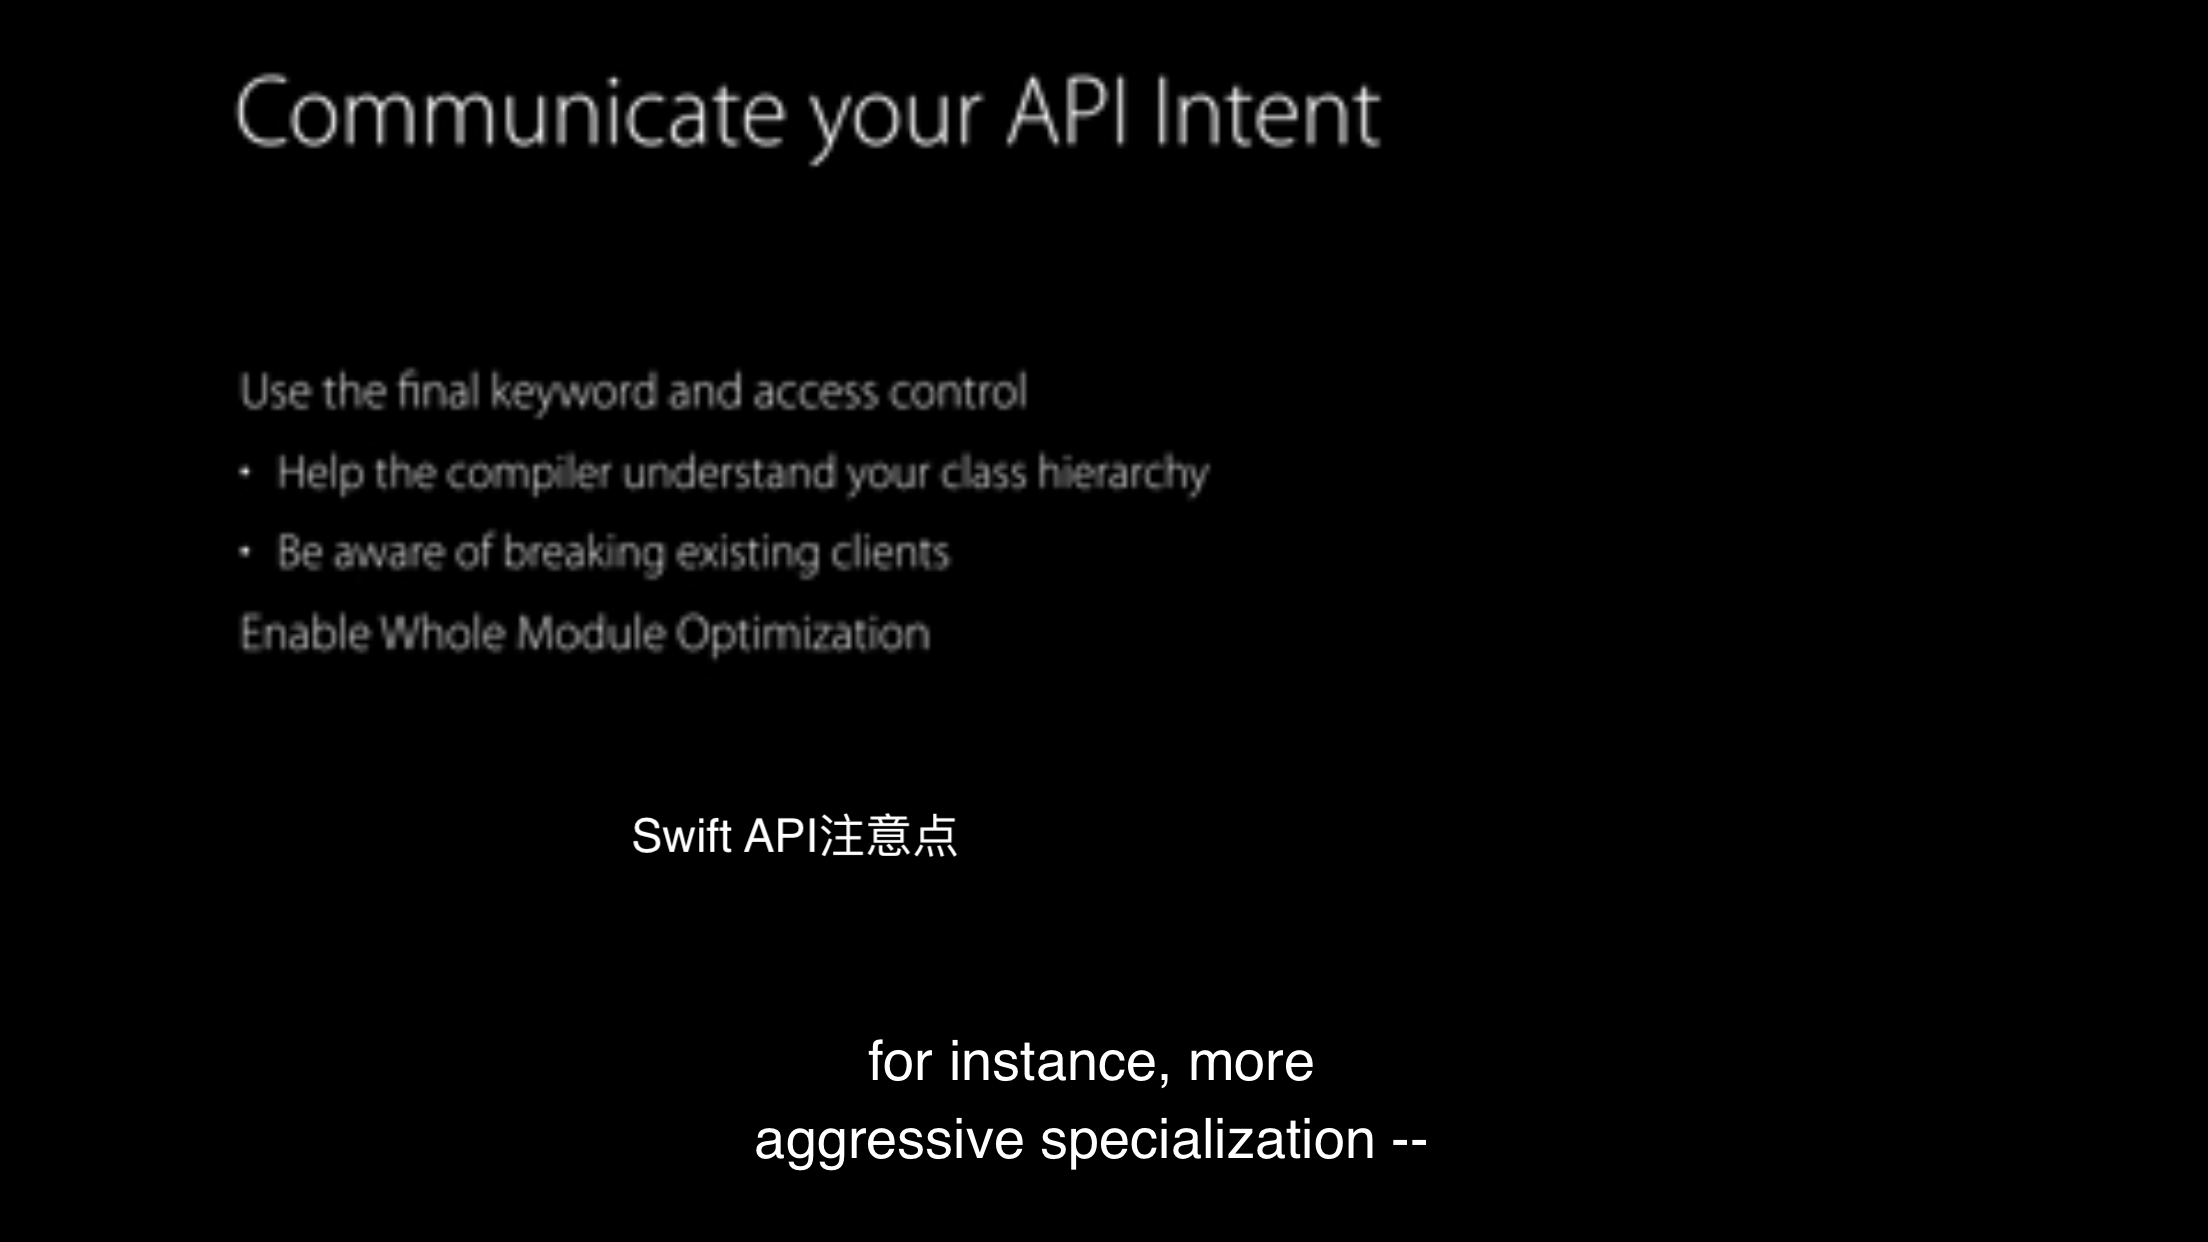 Communicate your API Intent
Use the final keyword and access control
• Help the compiler understand your class hierarchy
• Be aware of breaking existing clients
Enable Whole Module Optimization
Swift API注意点
for instance, more
aggressive specialization --